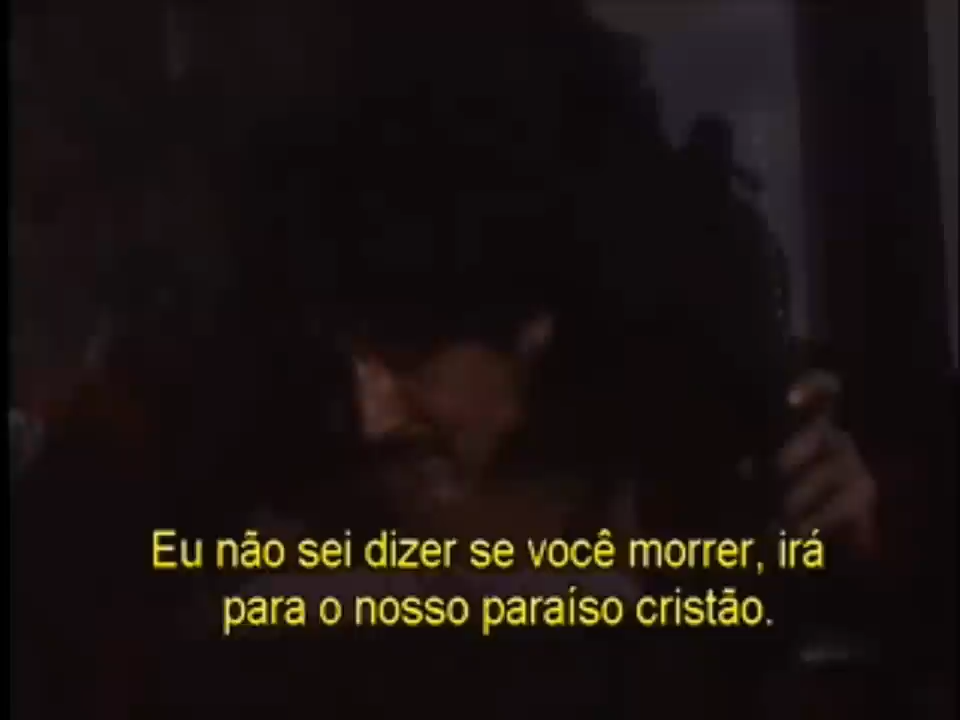 Eu não sei dizer se você morrer, irá
para o nosso paraíso cristão.